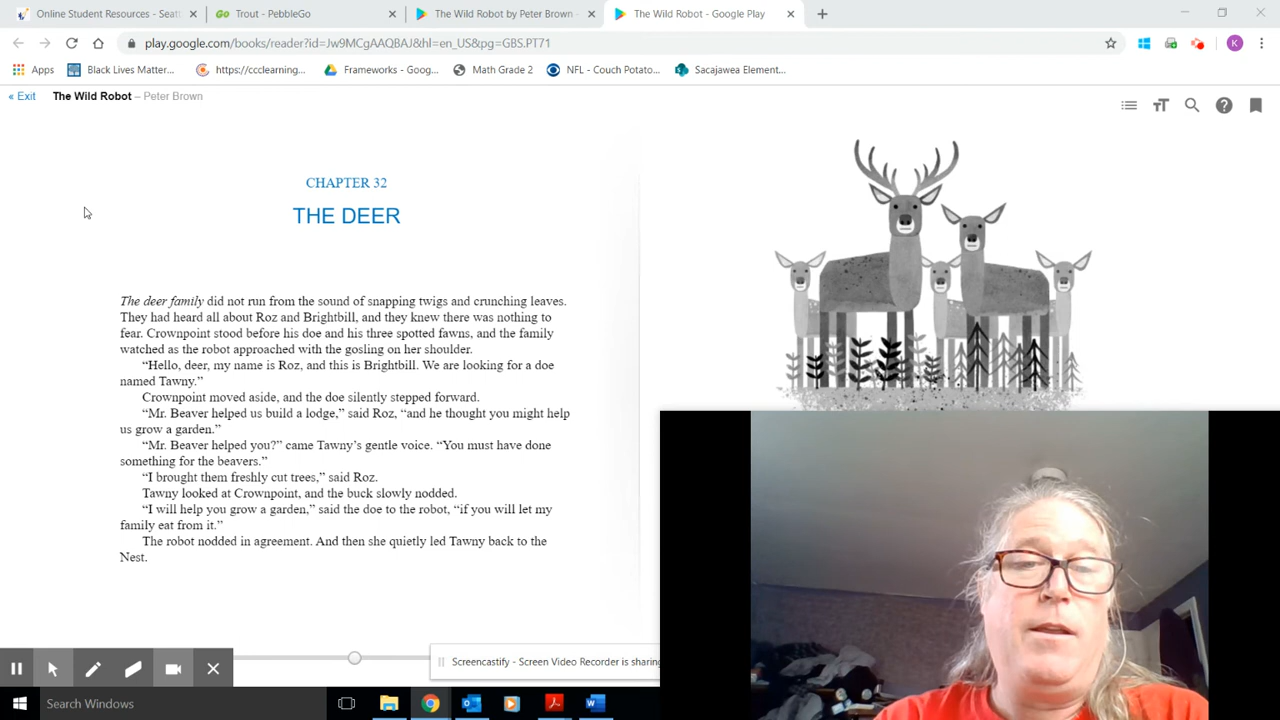 Online Student Resources - Seatt
Trout - PebbleGo
The Wild Robot by Peter Brown -
The Wild Robot - Google Play
play.google.com/books/reader?id=Jw9MCgAAQBAJ&hl=en_US&pg=GBS.PT71
K
Apps
Black Lives Matter...
https://ccclearning...
Frameworks - Goog...
Math Grade 2
NFL - Couch Potato...
Sacajawea Element...
« Exit
The Wild Robot – Peter Brown
CHAPTER 32
THE DEER
The deer family did not run from the sound of snapping twigs and crunching leaves.
They had heard all about Roz and Brightbill, and they knew there was nothing to
fear. Crownpoint stood before his doe and his three spotted fawns, and the family
watched as the robot approached with the gosling on her shoulder.
“Hello, deer, my name is Roz, and this is Brightbill. We are looking for a doe
named Tawny.”
Crownpoint moved aside, and the doe silently stepped forward.
“Mr. Beaver helped us build a lodge,” said Roz, “and he thought you might help
us grow a garden.”
“Mr. Beaver helped you?” came Tawny’s gentle voice. “You must have done
something for the beavers.”
“I brought them freshly cut trees,” said Roz.
Tawny looked at Crownpoint, and the buck slowly nodded.
“I will help you grow a garden,” said the doe to the robot, “if you will let my
family eat from it.”
The robot nodded in agreement. And then she quietly led Tawny back to the
Nest.
Screencastify - Screen Video Recorder is sharing
Search Windows